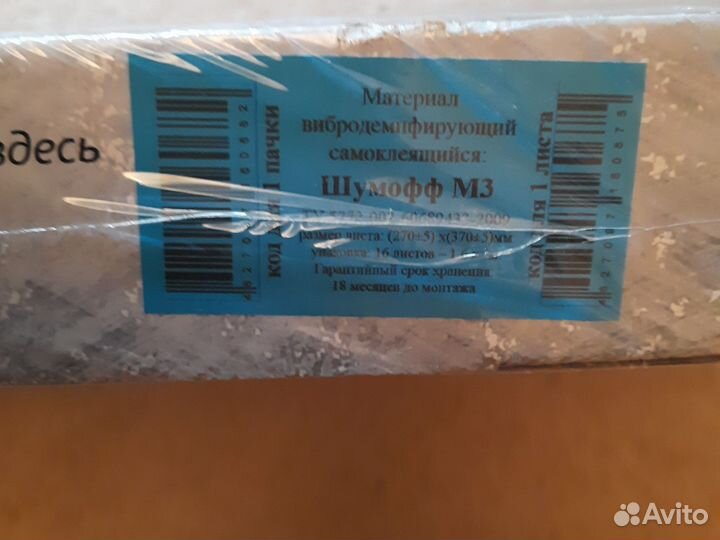 здесь
код для 1 пачки
Материал
вибродемпфирующий
самоклеящийся:
Шумофф М3
размер листа: (270±5) х(370±5)мм
упаковка: 16 листов –
Гарантийный срок хранения
18 месяцев до монтажа
код для 1 листа
Avito